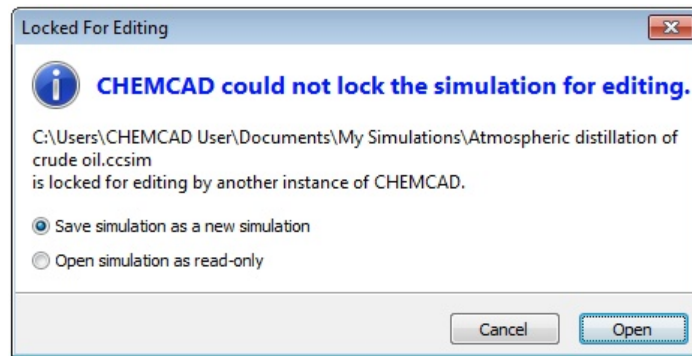 Locked For Editing
CHEMCAD could not lock the simulation for editing.
C:\Users\CHEMCAD User\Documents\My Simulations\Atmospheric distillation of
crude oil.ccsim
is locked for editing by another instance of CHEMCAD.
Save simulation as a new simulation
Open simulation as read-only
Cancel Open